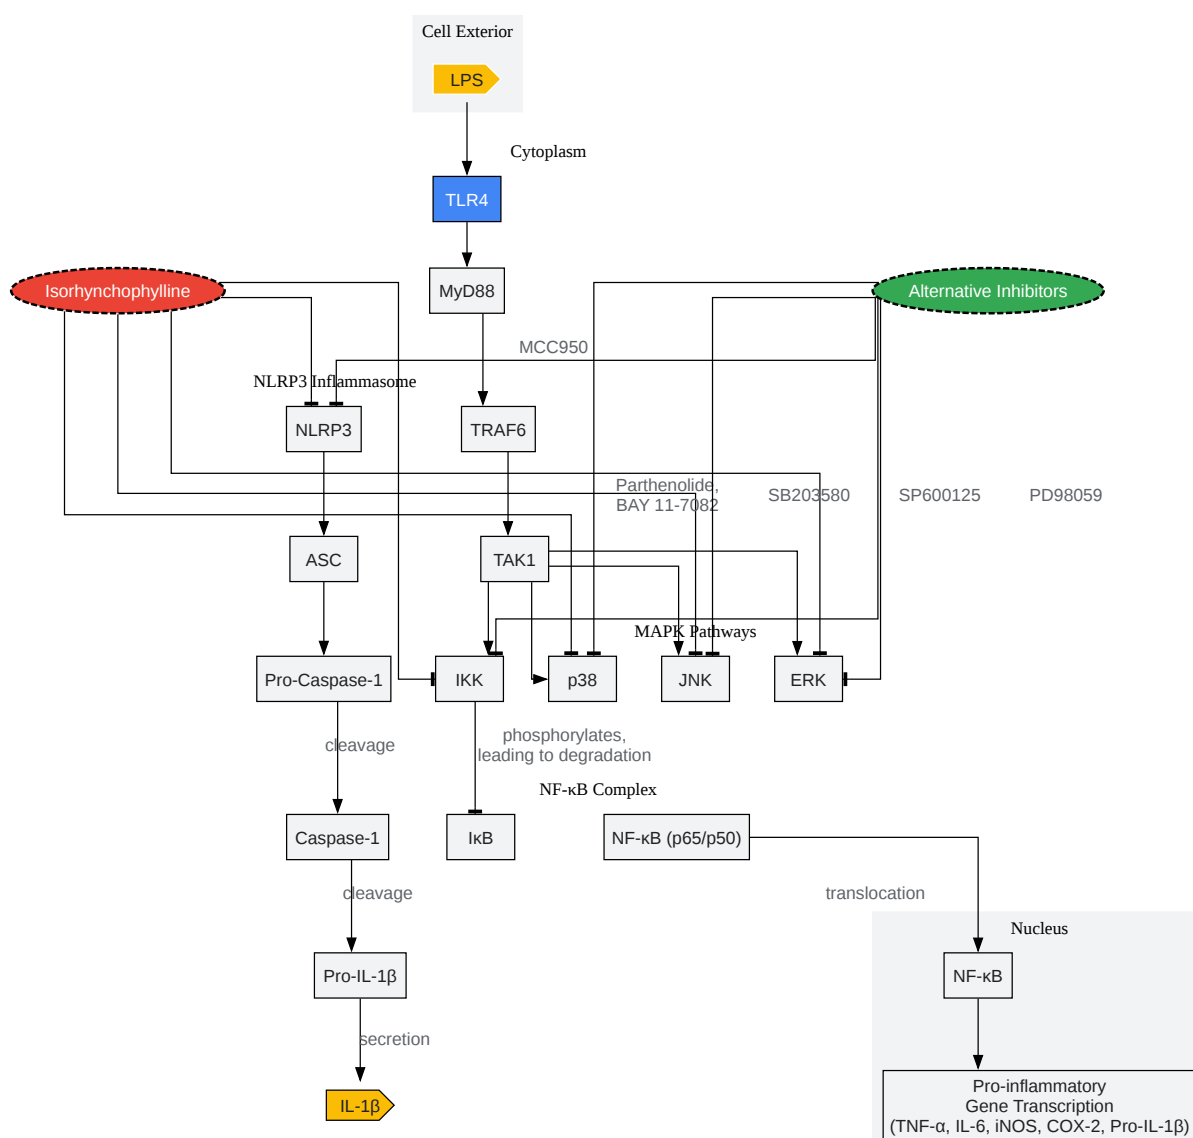 Cell Exterior
LPS
Cytoplasm
TLR4
Isorhynchophylline
MyD88
Alternative Inhibitors
MCC950
NLRP3 Inflammasome
NLRP3
TRAF6
Parthenolide,
BAY 11-7082
SB203580
SP600125
PD98059
ASC
TAK1
MAPK Pathways
Pro-Caspase-1
IKK
p38
JNK
ERK
cleavage
phosphorylates,
leading to degradation
NF-κB Complex
Caspase-1
IκB
NF-κB (p65/p50)
cleavage
translocation
Nucleus
Pro-IL-1β
NF-κB
secretion
IL-1β
Pro-inflammatory
Gene Transcription
(TNF-α, IL-6, iNOS, COX-2, Pro-IL-1β)